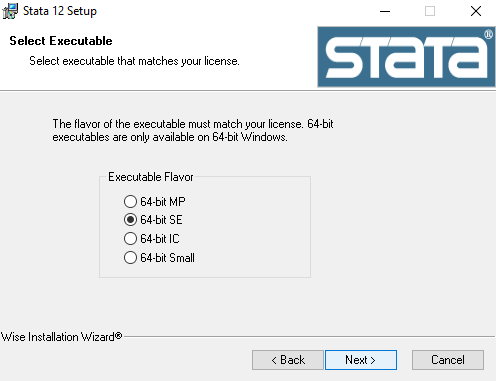 Stata 12 Setup
Select Executable
Select executable that matches your license.
STATA®
The flavor of the executable must match your license. 64-bit
executables are only available on 64-bit Windows.
Executable Flavor
64-bit MP
64-bit SE
64-bit IC
64-bit Small
Wise Installation Wizard®
< Back
Next >
Cancel